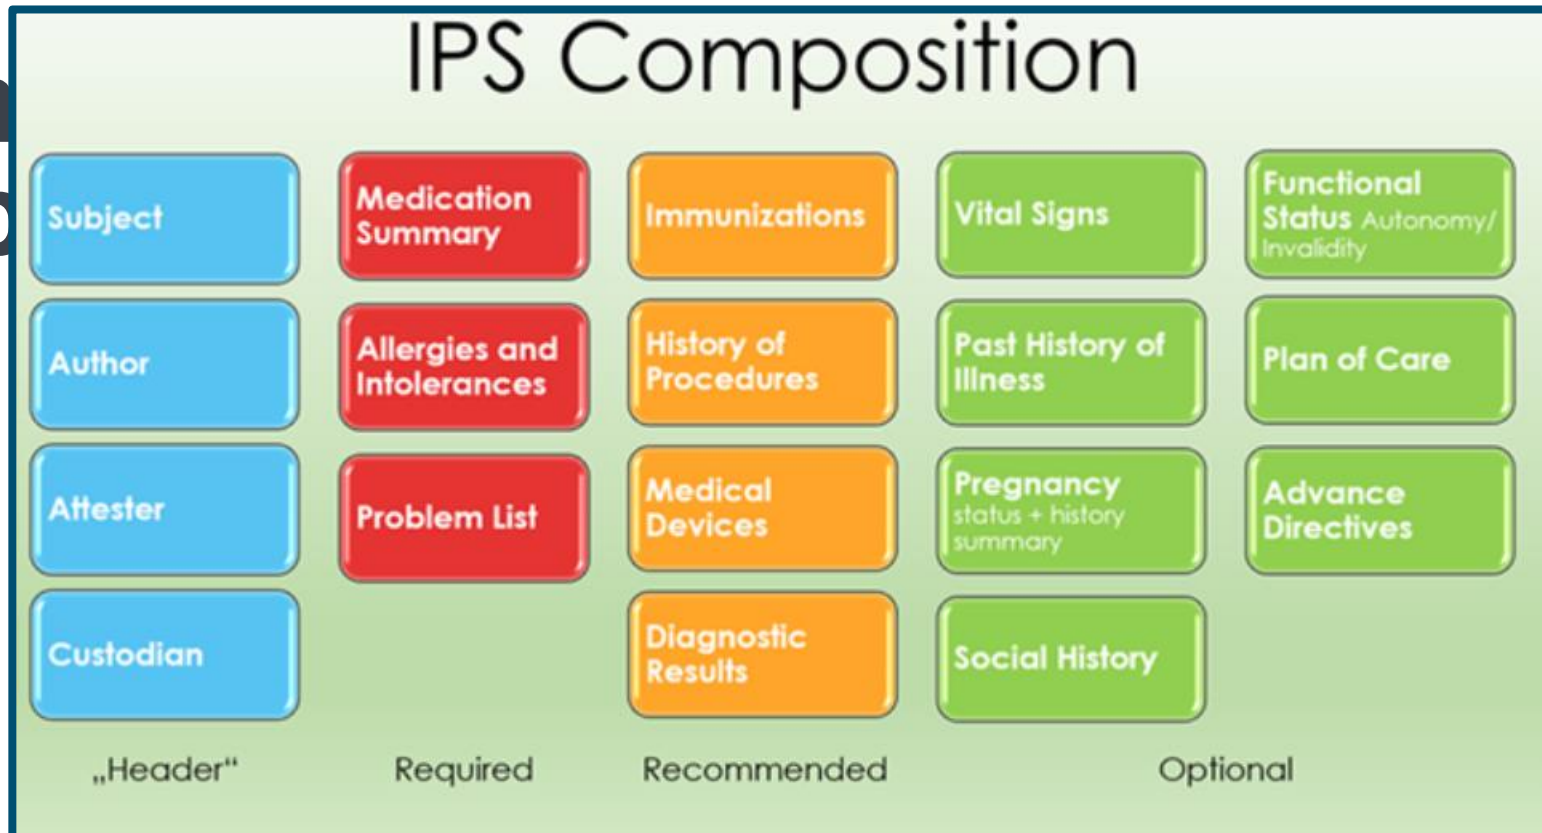 IPS Composition
Subject
Author
Attester
Custodian
„Header“
Medication
Summary
Allergies and
Intolerances
Problem List
Required
Immunizations
History of
Procedures
Medical
Devices
Diagnostic
Results
Recommended
Vital Signs
Past History of
Illness
Pregnancy
status + history
summary
Social History
Functional
Status Autonomy/
Invalidity
Plan of Care
Advance
Directives
Optional